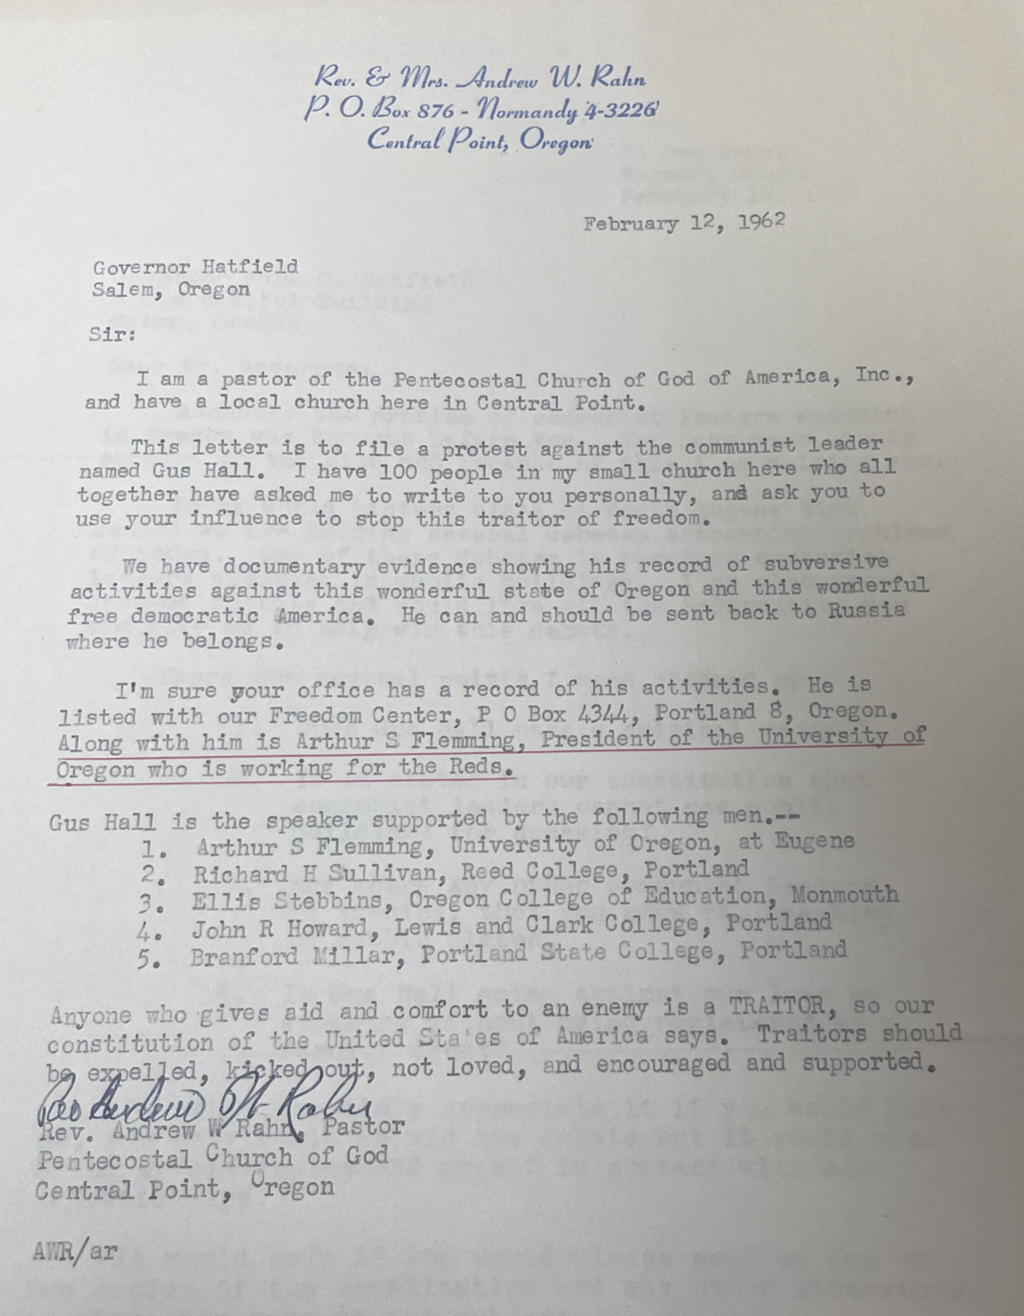 Rev. & Mrs. Andrew W. Rahn
P. O. Box 876 - Normandy 4-3226
Central Point, Oregon
February 12, 1962
Governor Hatfield
Salem, Oregon
Sir:
I am a pastor of the Pentecostal Church of God of America, Inc.,
and have a local church here in Central Point.
This letter is to file a protest against the communist leader
named Gus Hall. I have 100 people in my small church here who all
together have asked me to write to you personally, and ask you to
use your influence to stop this traitor of freedom.
We have documentary evidence showing his record of subversive
activities against this wonderful state of Oregon and this wonderful
free democratic America. He can and should be sent back to Russia
where he belongs.
I'm sure your office has a record of his activities. He is
listed with our Freedom Center, P O Box 4344, Portland 8, Oregon.
Along with him is Arthur S Flemming, President of the University of
Oregon who is working for the Reds.
Gus Hall is the speaker supported by the following men.--
1. Arthur S Flemming, University of Oregon, at Eugene
2. Richard H Sullivan, Reed College, Portland
3. Ellis Stebbins, Oregon College of Education, Monmouth
4. John R Howard, Lewis and Clark College, Portland
5. Branford Millar, Portland State College, Portland
Anyone who gives aid and comfort to an enemy is a TRAITOR, so our
constitution of the United States of America says. Traitors should
be expelled, kicked out, not loved, and encouraged and supported.
Rev Andrew W. Rahn
Rev. Andrew W Rahn, Pastor
Pentecostal Church of God
Central Point, Oregon
AWR/ar